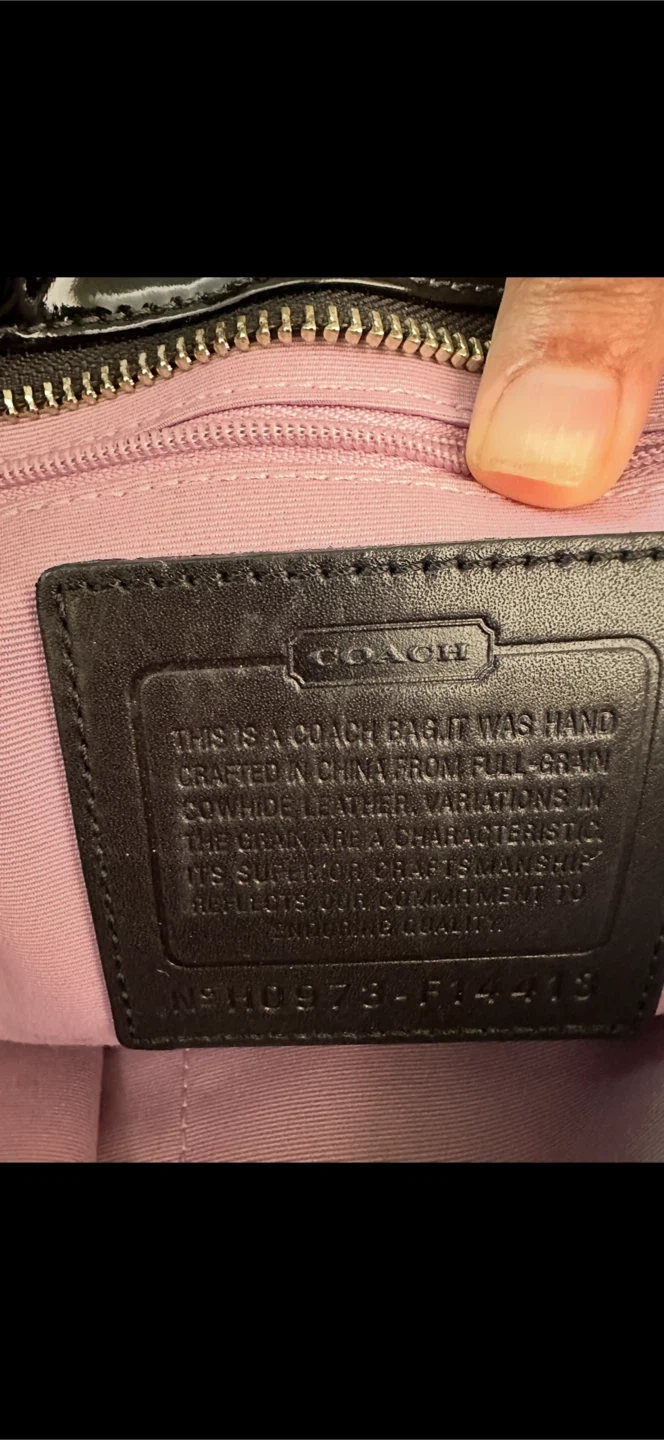 COACH
THIS IS A COACH BAG.IT WAS HAND
CRAFTED IN CHINA FROM FULL-GRAIN
COWHIDE LEATHER. VARIATIONS IN
THE GRAIN ARE A CHARACTERISTIC.
ITS SUPERIOR CRAFTSMANSHIP
REFLECTS OUR COMMITMENT TO
ENDURING QUALITY.
Nº H0973-F14413